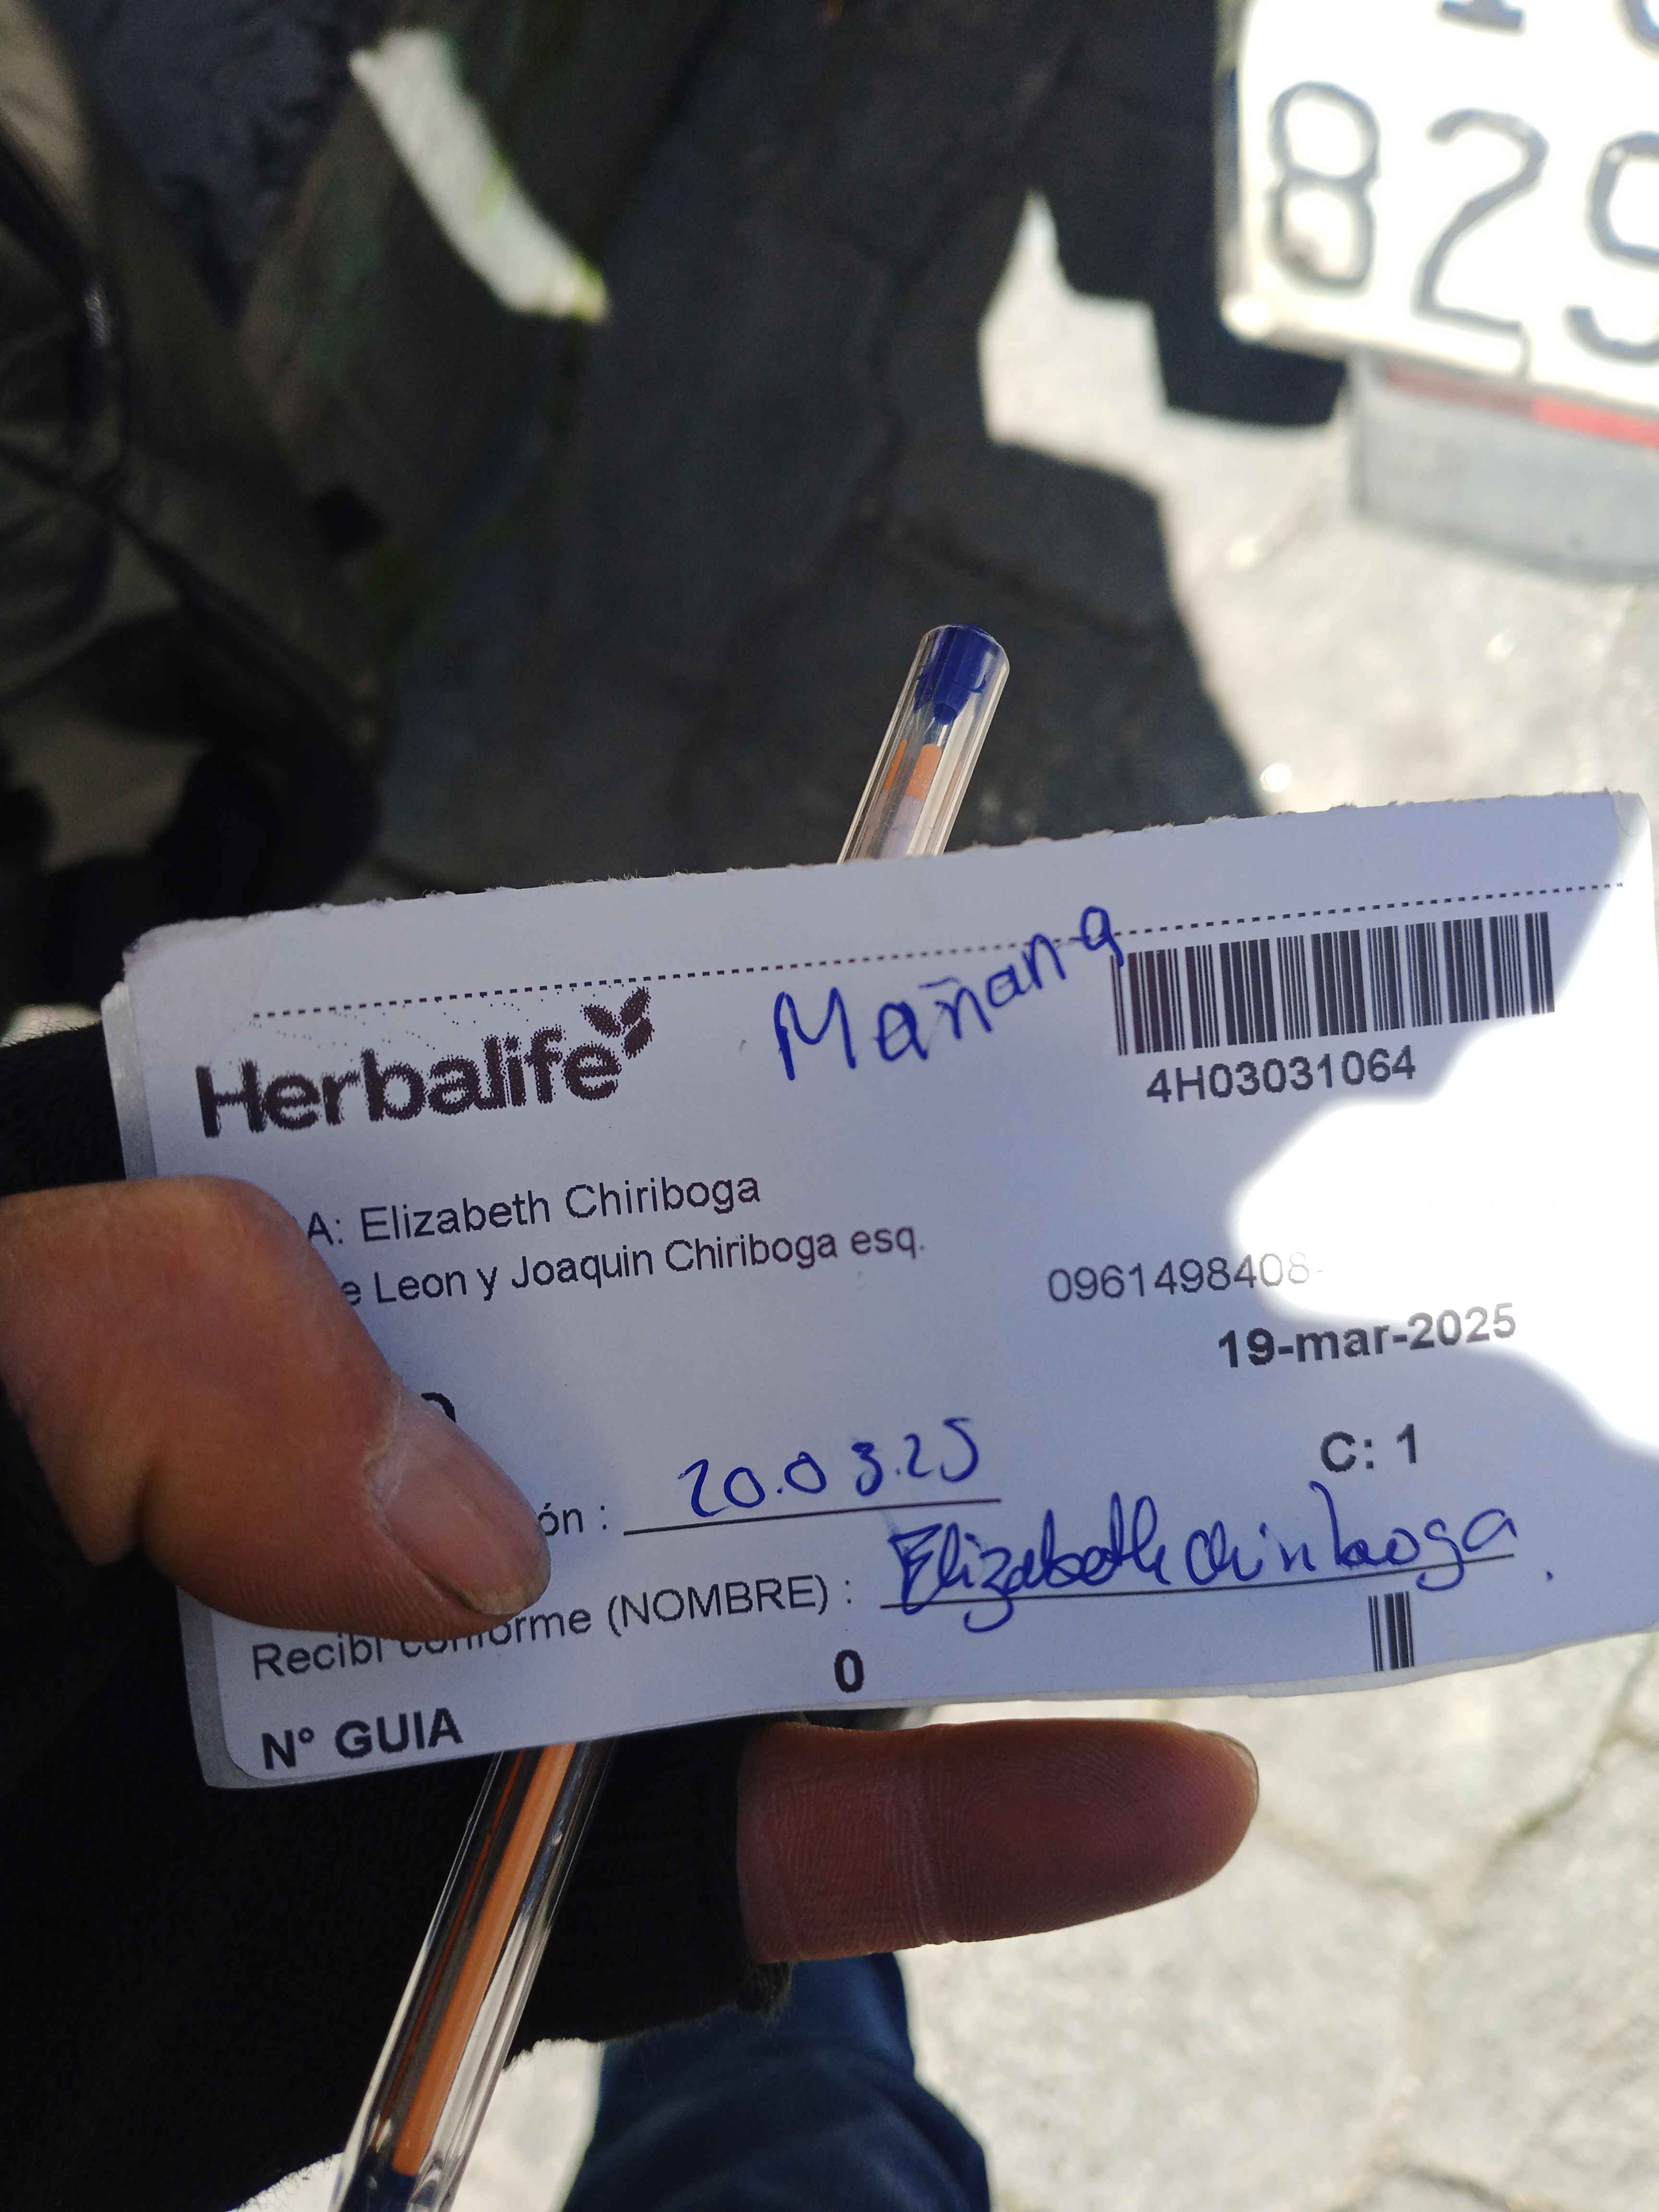 829
Mañana
Herbalife
4H03031064
A: Elizabeth Chiriboga
e Leon y Joaquin Chiriboga esq.
0961498408-
19-mar-2025
C: 1
ón : 20.03.25
Recibi conforme (NOMBRE) : Elizabeth Chiriboga
0
N° GUIA